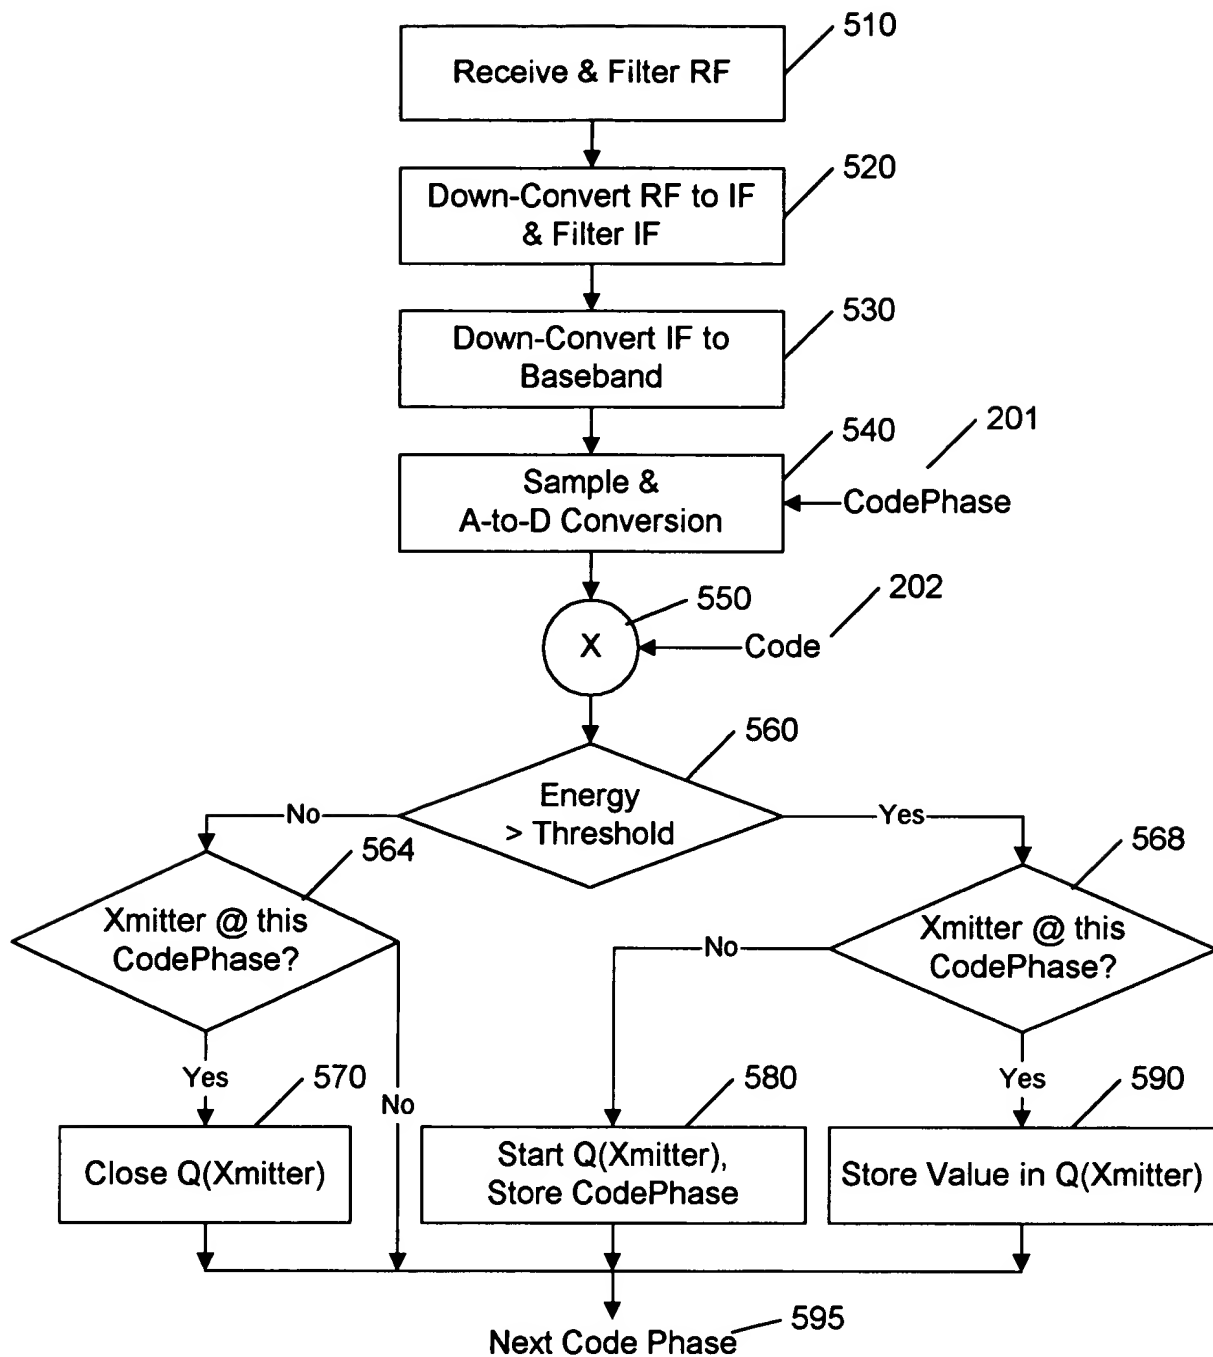 510
Receive & Filter RF
520
Down-Convert RF to IF
& Filter IF
530
Down-Convert IF to
Baseband
201
540
Sample &
A-to-D Conversion
CodePhase
202
550
X
Code
560
Energy
> Threshold
No
Yes
564
568
Xmitter @ this
CodePhase?
Xmitter @ this
CodePhase?
No
Yes
No
Yes
570
580
590
Close Q(Xmitter)
Start Q(Xmitter),
Store CodePhase
Store Value in Q(Xmitter)
595
Next Code Phase